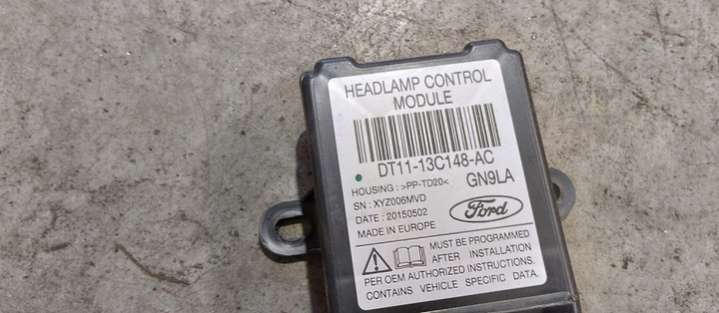 HEADLAMP CONTROL
MODULE
DT11-13C148-AC
HOUSING : >PP-TD20< GN9LA
SN : XYZ006MVD
DATE : 20150502
MADE IN EUROPE
Ford
MUST BE PROGRAMMED
AFTER INSTALLATION
PER OEM AUTHORIZED INSTRUCTIONS.
CONTAINS VEHICLE SPECIFIC DATA.